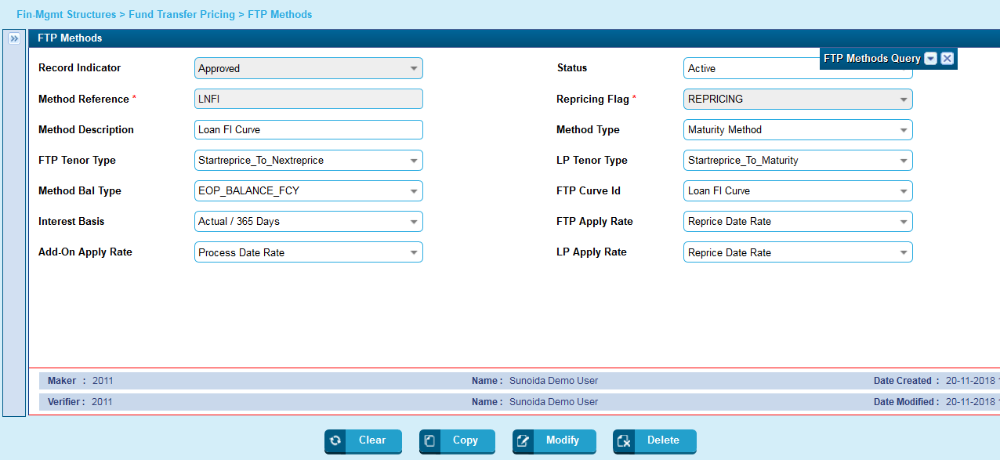 Fin-Mgmt Structures > Fund Transfer Pricing > FTP Methods
FTP Methods
FTP Methods Query
Record Indicator Approved Status Active
Method Reference * LNFI Repricing Flag * REPRICING
Method Description Loan FI Curve Method Type Maturity Method
FTP Tenor Type Startreprice_To_Nextreprice LP Tenor Type Startreprice_To_Maturity
Method Bal Type EOP_BALANCE_FCY FTP Curve Id Loan FI Curve
Interest Basis Actual / 365 Days FTP Apply Rate Reprice Date Rate
Add-On Apply Rate Process Date Rate LP Apply Rate Reprice Date Rate
Maker : 2011 Name : Sunoida Demo User Date Created : 20-11-2018
Verifier : 2011 Name : Sunoida Demo User Date Modified : 20-11-2018
Clear Copy Modify Delete